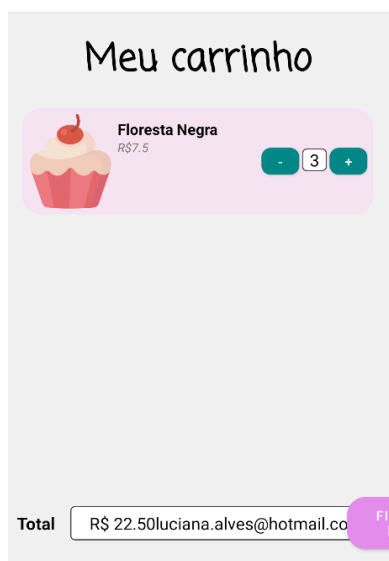 Meu carrinho
Floresta Negra
R$7.5
- 3 +
Total R$ 22.50luciana.alves@hotmail.co